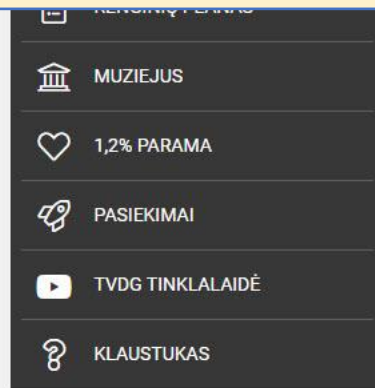 MUZIEJUS
1,2% PARAMA
PASIEKIMAI
TVDG TINKLALAIDĖ
KLAUSTUKAS